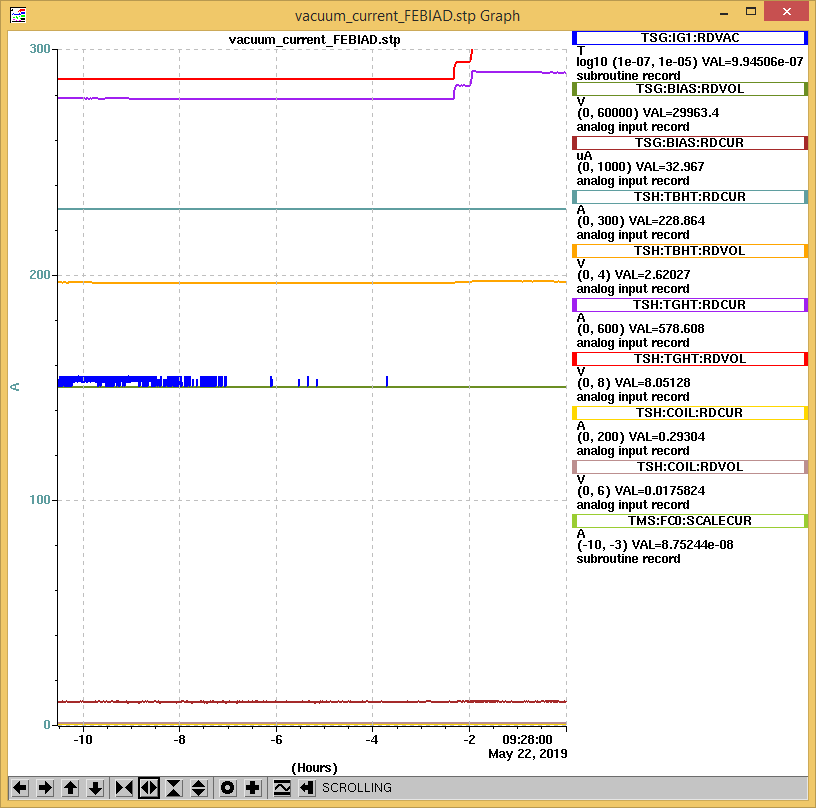 vacuum_current_FEBIAD.stp Graph
vacuum_current_FEBIAD.stp
300
200
A
100
0
-10 -8 -6 -4 -2 09:28:00
May 22, 2019
(Hours)
TSG:IG1:RDVAC
T
log10 (1e-07, 1e-05) VAL=9.94506e-07
subroutine record
TSG:BIAS:RDVOL
V
(0, 60000) VAL=29963.4
analog input record
TSG:BIAS:RDCUR
uA
(0, 1000) VAL=32.967
analog input record
TSH:TBHT:RDCUR
A
(0, 300) VAL=228.864
analog input record
TSH:TBHT:RDVOL
V
(0, 4) VAL=2.62027
analog input record
TSH:TGHT:RDCUR
A
(0, 600) VAL=578.608
analog input record
TSH:TGHT:RDVOL
V
(0, 8) VAL=8.05128
analog input record
TSH:COIL:RDCUR
A
(0, 200) VAL=0.29304
analog input record
TSH:COIL:RDVOL
V
(0, 6) VAL=0.0175824
analog input record
TMS:FC0:SCALECUR
A
(-10, -3) VAL=8.75244e-08
subroutine record
SCROLLING